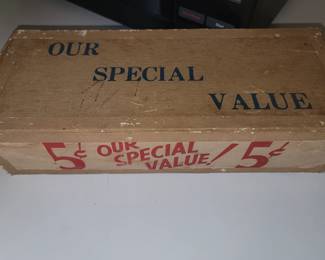 OUR
SPECIAL
VALUE
5¢ OUR SPECIAL VALUE! 5¢